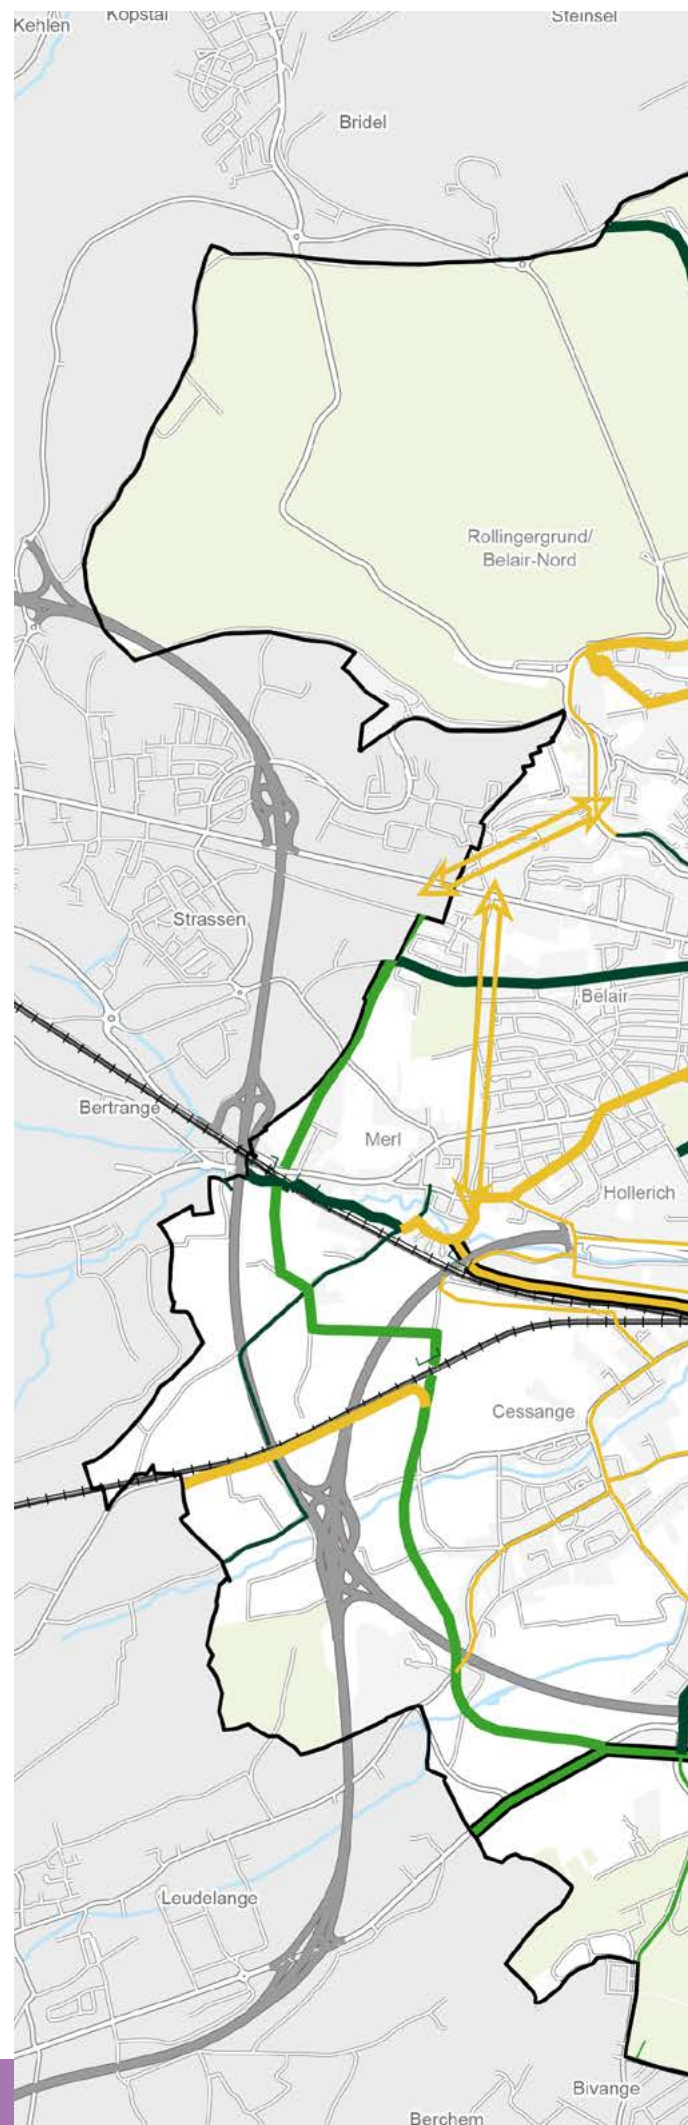 Kopstal
Steinsel
Kehlen
Bridel
Rollingergrund/
Belair-Nord
Strassen
Belair
Bertrange
Merl
Hollerich
Cessange
Leudelange
Bivange
Berchem